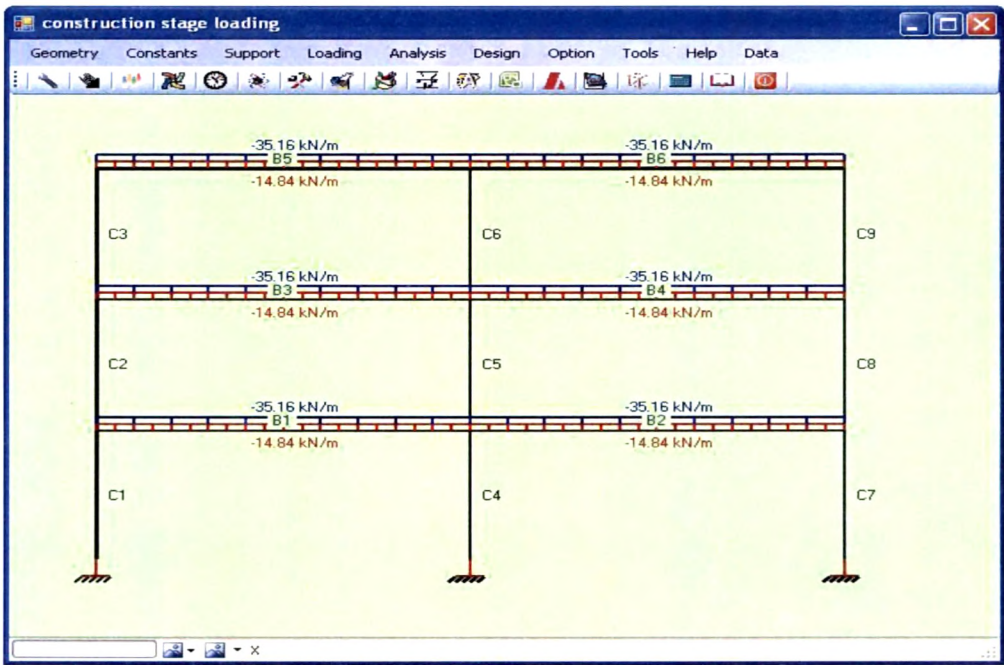 construction stage loading
Geometry Constants Support Loading Analysis Design Option Tools Help Data
-35.16 kN/m -35.16 kN/m
B5 B6
-14.84 kN/m -14.84 kN/m
C3 C6 C9
-35.16 kN/m -35.16 kN/m
B3 B4
-14.84 kN/m -14.84 kN/m
C2 C5 C8
-35.16 kN/m -35.16 kN/m
B1 B2
-14.84 kN/m -14.84 kN/m
C1 C4 C7